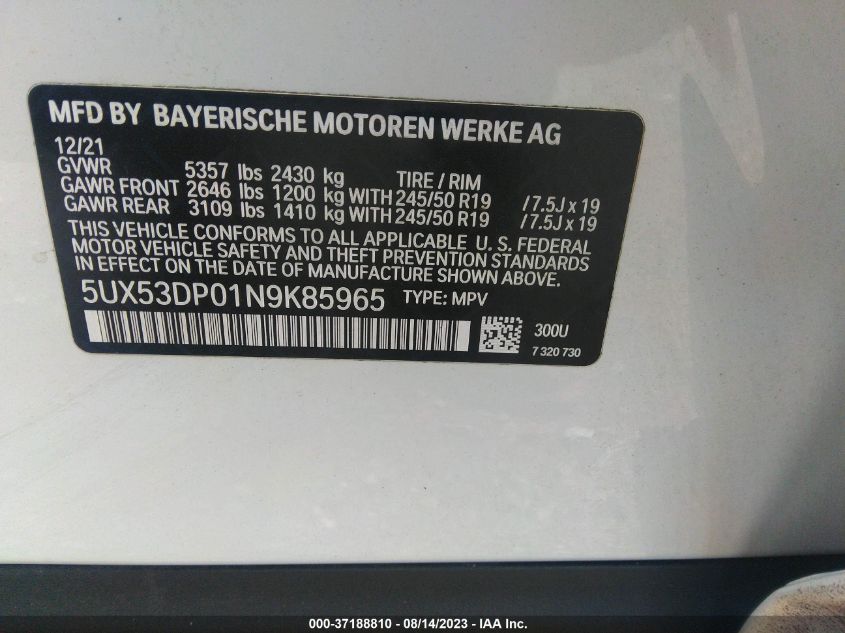 MFD BY BAYERISCHE MOTOREN WERKE AG
12/21
GVWR 5357 lbs 2430 kg TIRE / RIM
GAWR FRONT 2646 lbs 1200 kg WITH 245/50 R19 /7.5J x 19
GAWR REAR 3109 lbs 1410 kg WITH 245/50 R19 /7.5J x 19
THIS VEHICLE CONFORMS TO ALL APPLICABLE U. S. FEDERAL
MOTOR VEHICLE SAFETY AND THEFT PREVENTION STANDARDS
IN EFFECT ON THE DATE OF MANUFACTURE SHOWN ABOVE.
5UX53DP01N9K85965 TYPE: MPV
300U
7 320 730
000-37188810 - 08/14/2023 - IAA Inc.